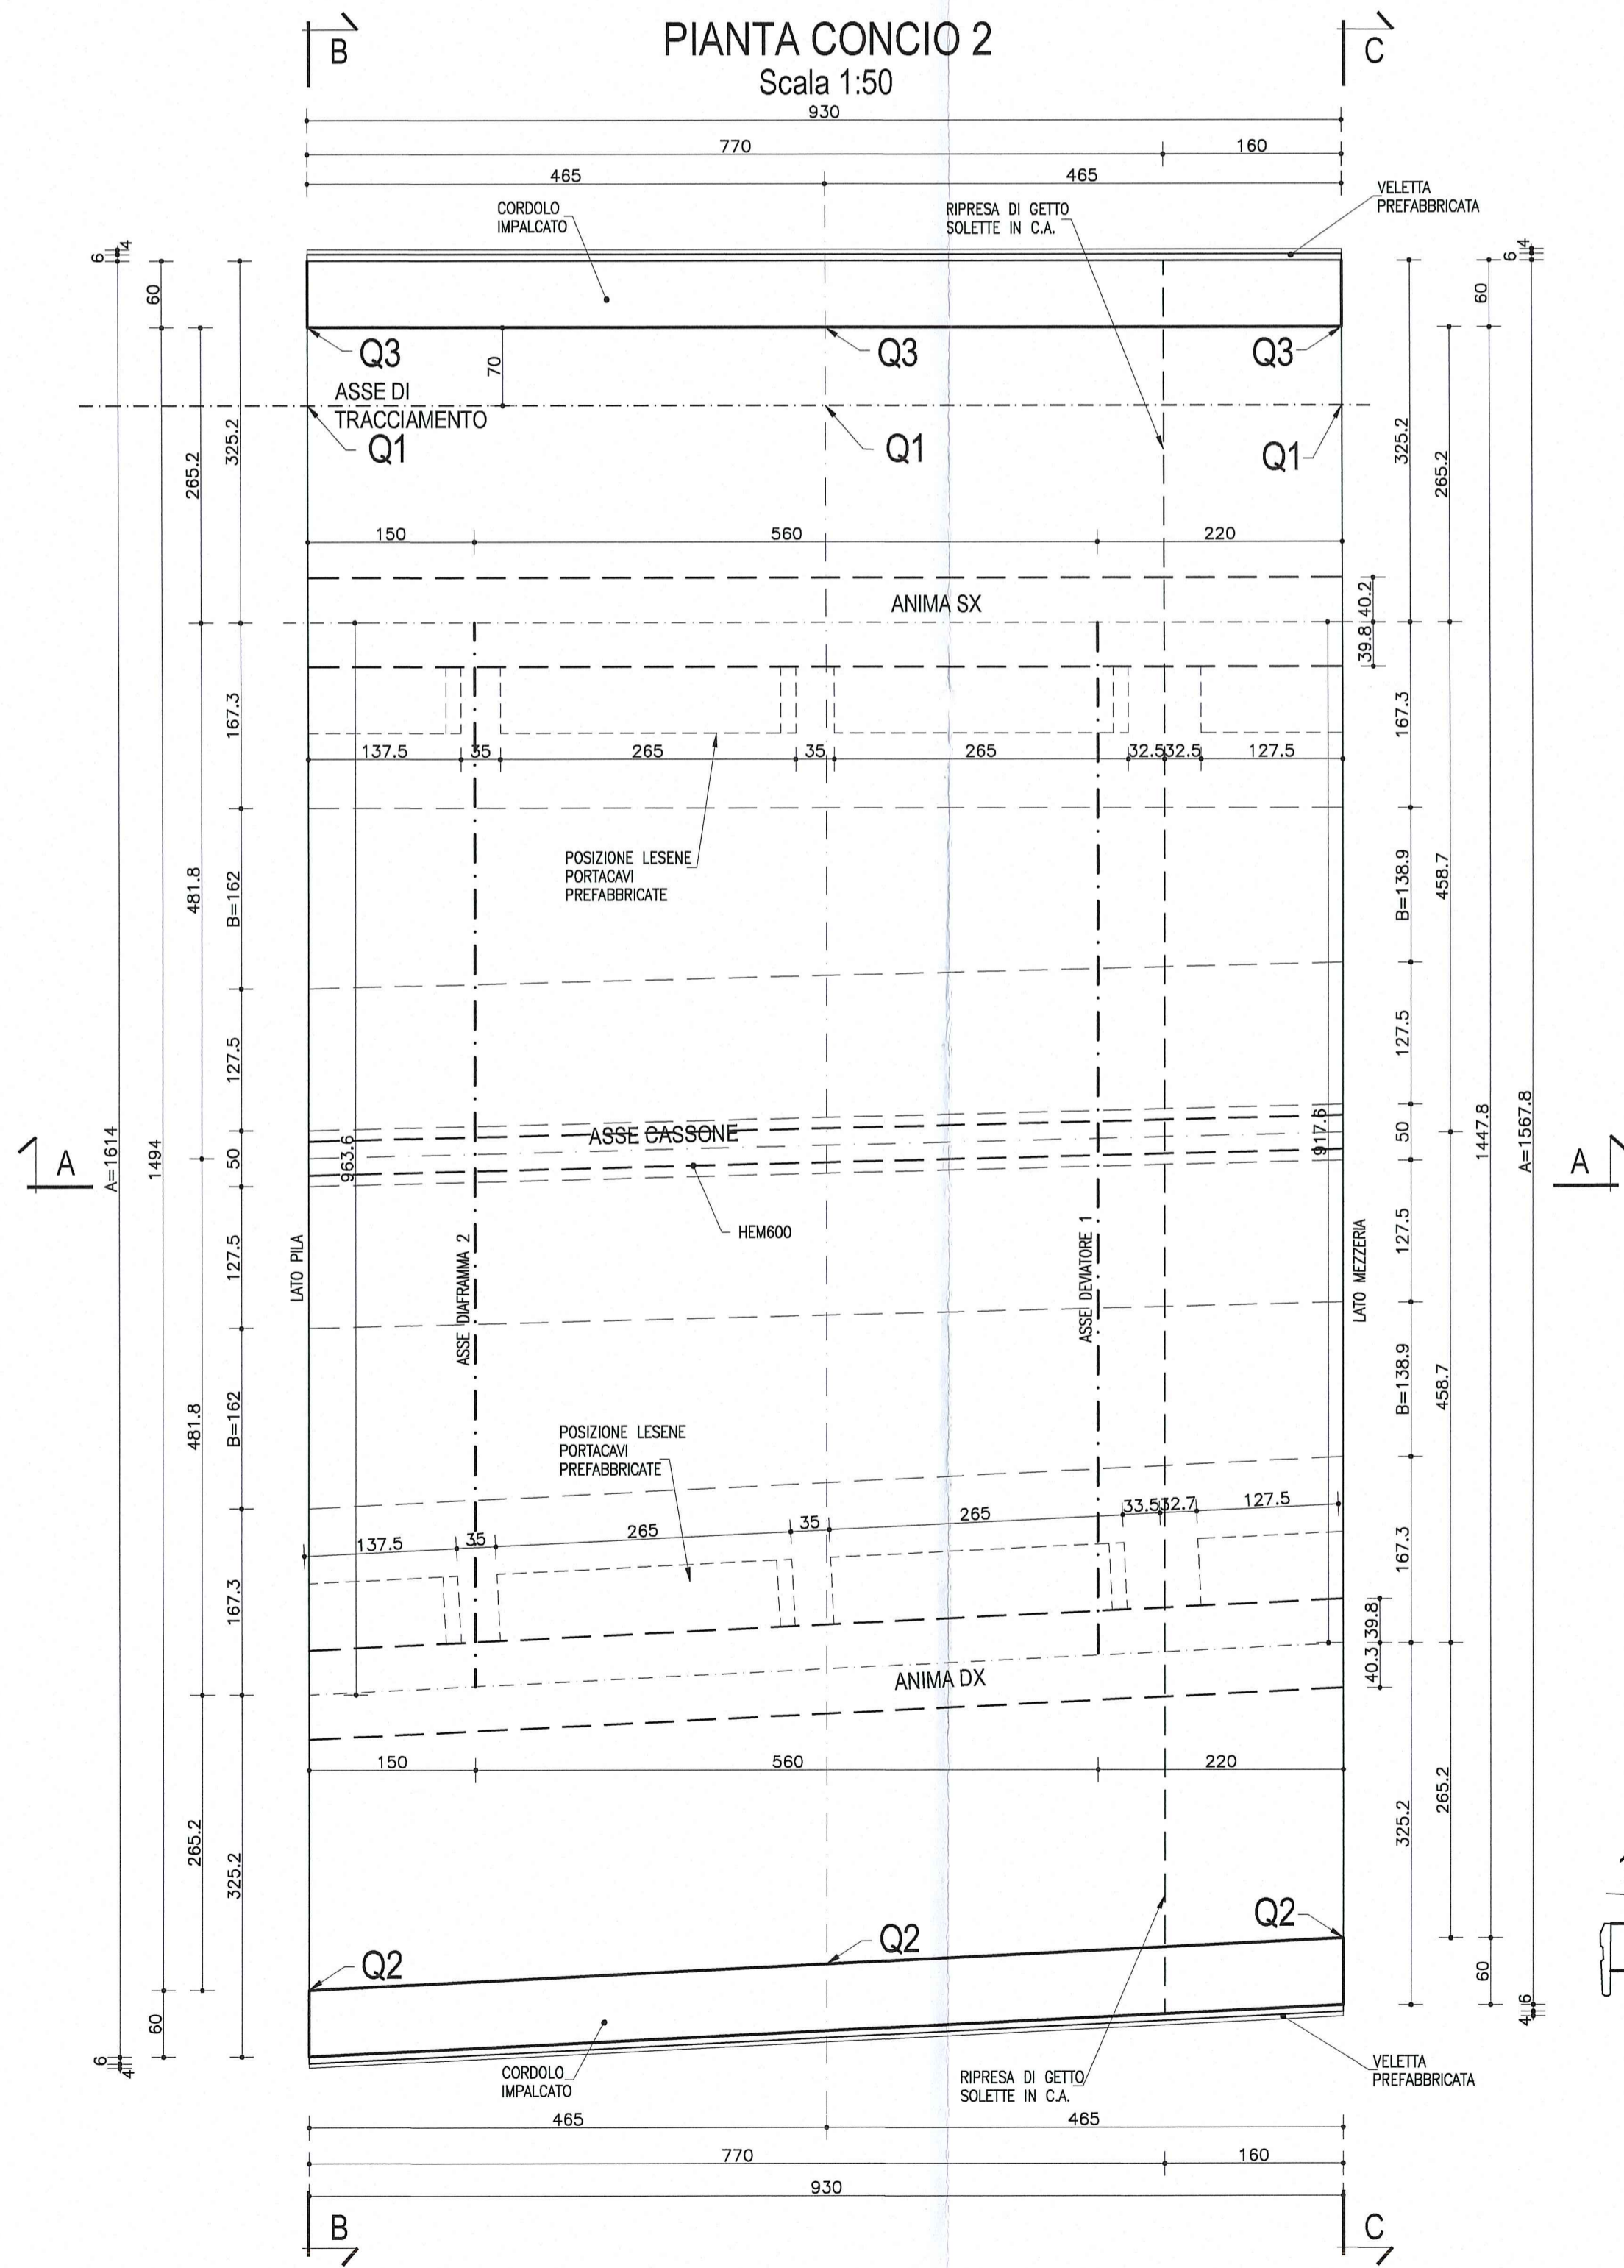 B
PIANTA CONCIO 2
C
Scala 1:50
930
770
160
465
465
CORDOLO
IMPALCATO
RIPRESA DI GETTO
SOLETTE IN C.A.
VELETTA
PREFABBRICATA
6
4
6
4
60
60
Q3
Q3
Q3
70
ASSE DI
TRACCIAMENTO
Q1
Q1
Q1
265.2
325.2
325.2
265.2
150
560
220
ANIMA SX
39.8
40.2
167.3
167.3
137.5
35
265
35
265
32.5
32.5
127.5
POSIZIONE LESENE
PORTACAVI
PREFABBRICATE
481.8
B=162
B=138.9
458.7
127.5
127.5
ASSE CASSONE
A
A=1614
1494
50
963.6
917.6
50
1447.8
A=1567.8
A
HEM600
LATO PILA
127.5
ASSE DIAFRAMMA 2
ASSE DEVIATORE 1
LATO MEZZERIA
127.5
481.8
B=162
B=138.9
458.7
POSIZIONE LESENE
PORTACAVI
PREFABBRICATE
137.5
35
265
35
265
33.5
32.7
127.5
167.3
167.3
40.3
39.8
ANIMA DX
150
560
220
265.2
325.2
325.2
265.2
Q2
Q2
Q2
60
60
6
4
4
6
CORDOLO
IMPALCATO
RIPRESA DI GETTO
SOLETTE IN C.A.
VELETTA
PREFABBRICATA
465
465
770
160
930
B
C